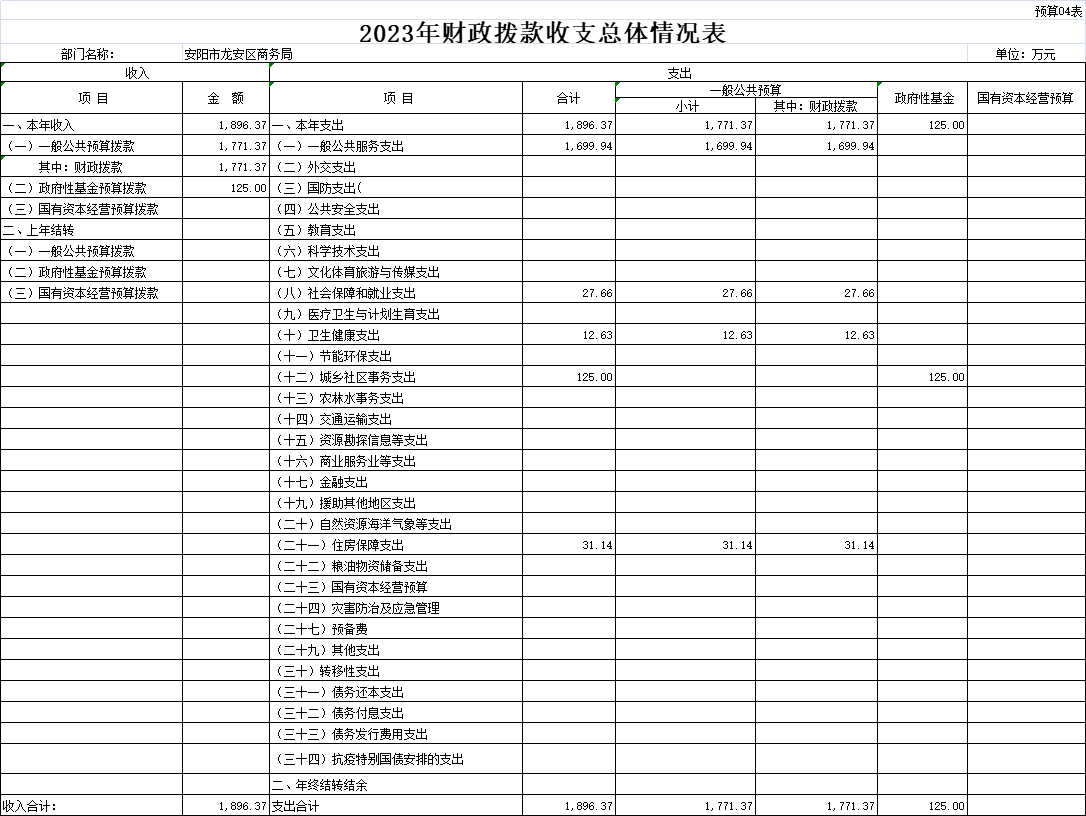 预算04表
2023年财政拨款收支总体情况表
部门名称: 安阳市龙安区商务局 单位: 万元
收入 支出
项 目 金 额 项 目 合计 一般公共预算 政府性基金 国有资本经营预算
小计 其中: 财政拨款
一、本年收入 1,896.37 一、本年支出 1,896.37 1,771.37 1,771.37 125.00
（一）一般公共预算拨款 1,771.37 （一）一般公共服务支出 1,699.94 1,699.94 1,699.94
其中: 财政拨款 1,771.37 （二）外交支出
（二）政府性基金预算拨款 125.00 （三）国防支出(
（三）国有资本经营预算拨款 （四）公共安全支出
二、上年结转 （五）教育支出
（一）一般公共预算拨款 （六）科学技术支出
（二）政府性基金预算拨款 （七）文化体育旅游与传媒支出
（三）国有资本经营预算拨款 （八）社会保障和就业支出 27.66 27.66 27.66
（九）医疗卫生与计划生育支出
（十）卫生健康支出 12.63 12.63 12.63
（十一）节能环保支出
（十二）城乡社区事务支出 125.00 125.00
（十三）农林水事务支出
（十四）交通运输支出
（十五）资源勘探信息等支出
（十六）商业服务业等支出
（十七）金融支出
（十九）援助其他地区支出
（二十）自然资源海洋气象等支出
（二十一）住房保障支出 31.14 31.14 31.14
（二十二）粮油物资储备支出
（二十三）国有资本经营预算
（二十四）灾害防治及应急管理
（二十七）预备费
（二十九）其他支出
（三十）转移性支出
（三十一）债务还本支出
（三十二）债务付息支出
（三十三）债务发行费用支出
（三十四）抗疫特别国债安排的支出
二、年终结转结余
收入合计: 1,896.37 支出合计 1,896.37 1,771.37 1,771.37 125.00